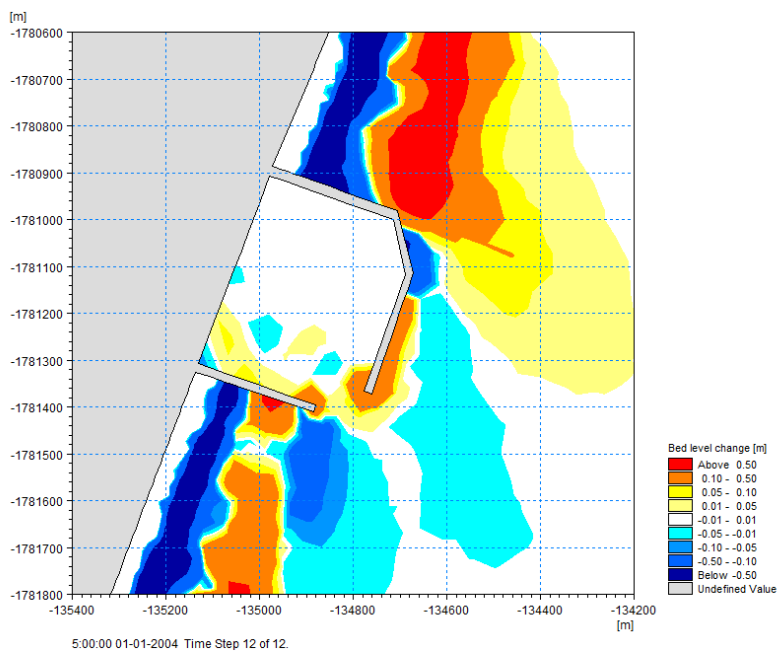 [m]
-1780600
-1780700
-1780800
-1780900
-1781000
-1781100
-1781200
-1781300
-1781400
-1781500
-1781600
-1781700
-1781800
-135400 -135200 -135000 -134800 -134600 -134400 -134200
[m]
Bed level change [m]
Above 0.50
0.10 - 0.50
0.05 - 0.10
0.01 - 0.05
-0.01 - 0.01
-0.05 - -0.01
-0.10 - -0.05
-0.50 - -0.10
Below -0.50
Undefined Value
5:00:00 01-01-2004 Time Step 12 of 12.